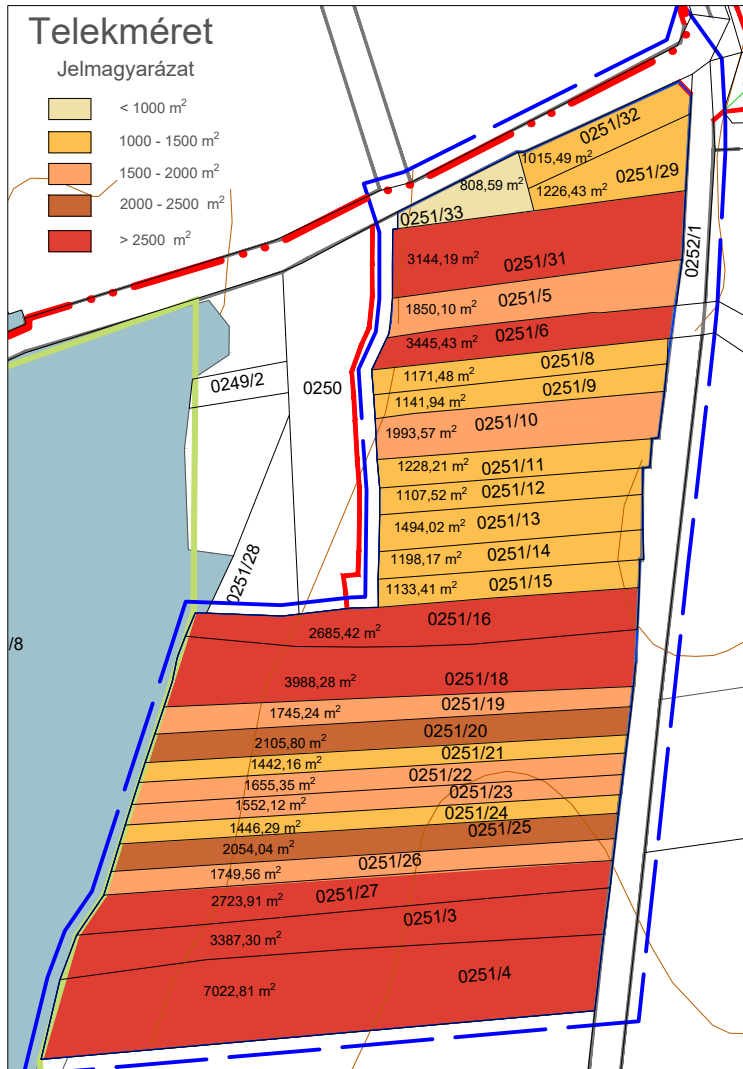 Telekméret
Jelmagyarázat
< 1000 m²
1000 - 1500 m²
1500 - 2000 m²
2000 - 2500 m²
> 2500 m²
0251/32
1015,49 m²
0251/29
808,59 m²
1226,43 m²
0251/33
0252/1
3144,19 m² 0251/31
1850,10 m² 0251/5
3445,43 m² 0251/6
1171,48 m² 0251/8
0249/2
0250
1141,94 m² 0251/9
1993,57 m² 0251/10
1228,21 m² 0251/11
1107,52 m² 0251/12
1494,02 m² 0251/13
1198,17 m² 0251/14
1133,41 m² 0251/15
0251/28
2685,42 m² 0251/16
/8
3988,28 m² 0251/18
1745,24 m² 0251/19
2105,80 m² 0251/20
1442,16 m² 0251/21
1655,35 m² 0251/22
1552,12 m² 0251/23
1446,29 m² 0251/24
2054,04 m² 0251/25
1749,56 m² 0251/26
2723,91 m² 0251/27
3387,30 m² 0251/3
7022,81 m² 0251/4